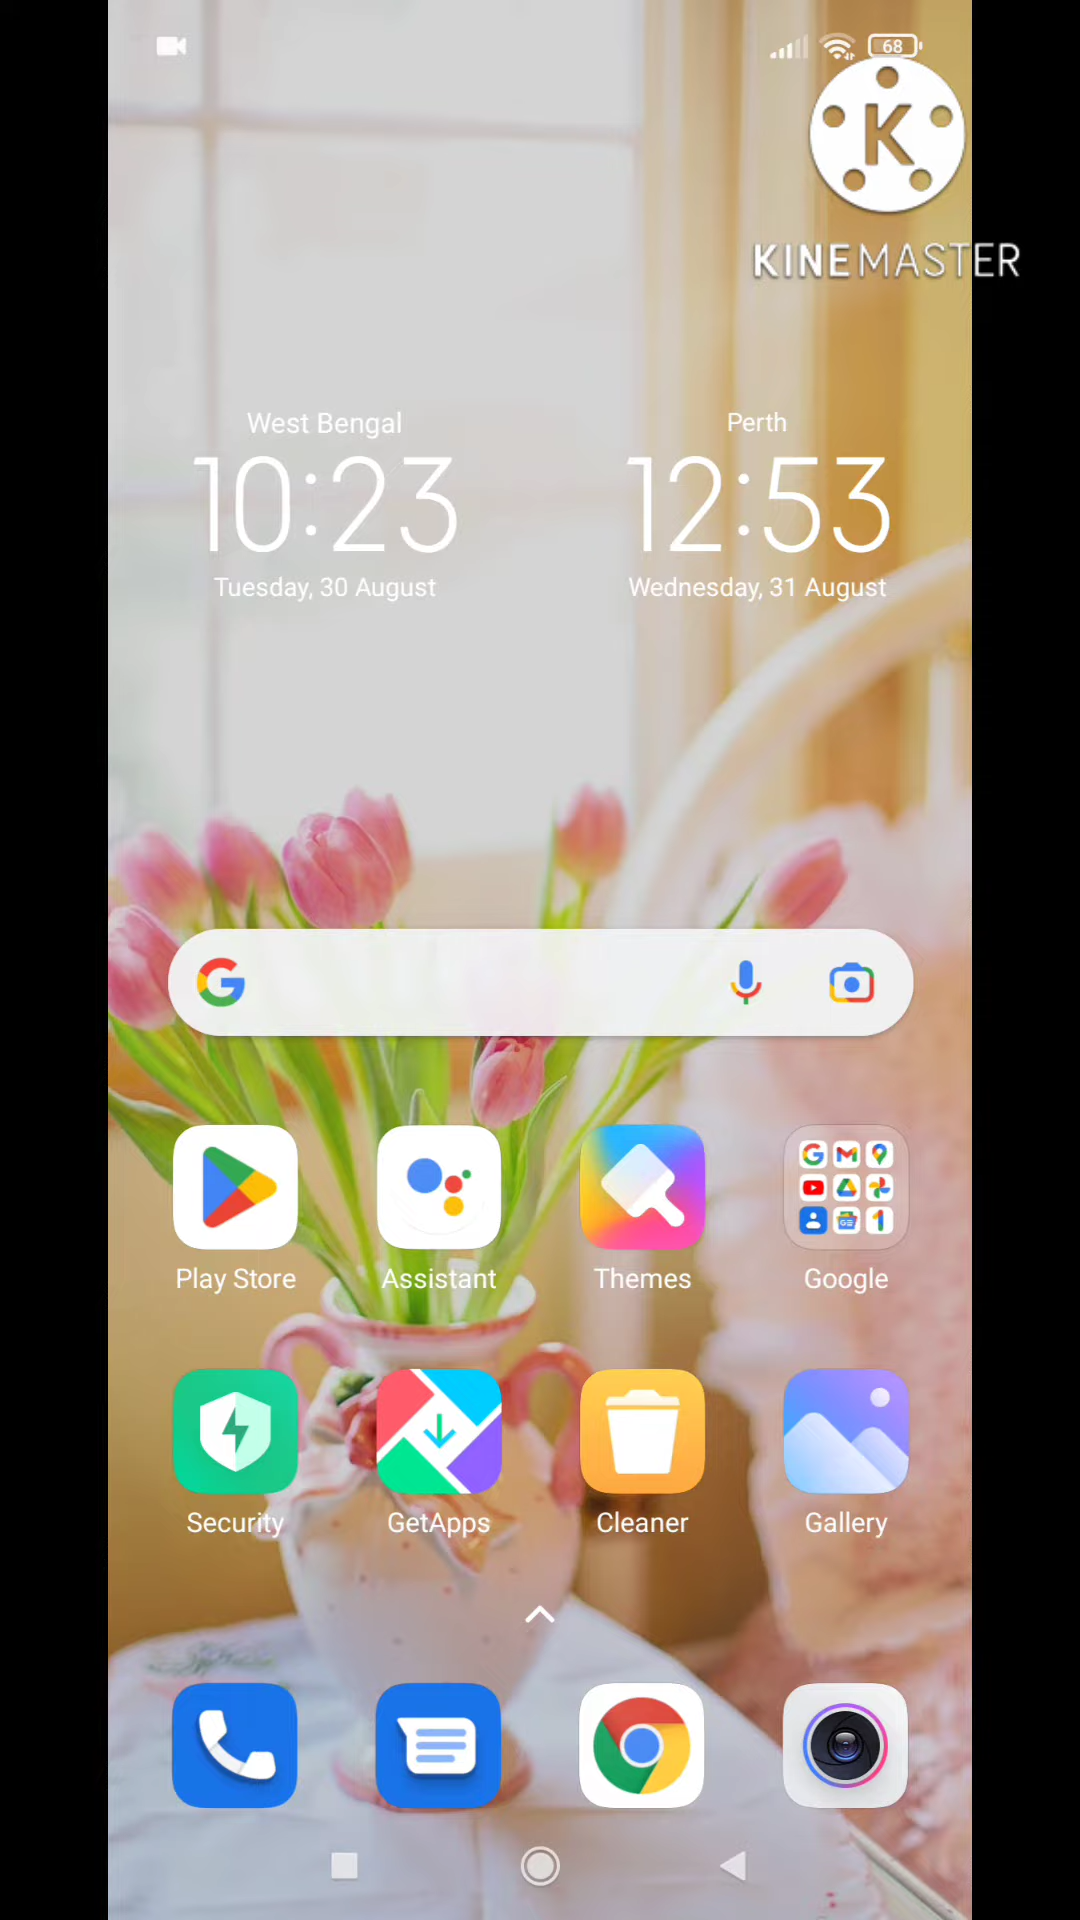 68
K
KINEMASTER
West Bengal
10:23
Tuesday, 30 August
Perth
12:53
Wednesday, 31 August
Play Store
Assistant
Themes
Google
Security
GetApps
Cleaner
Gallery